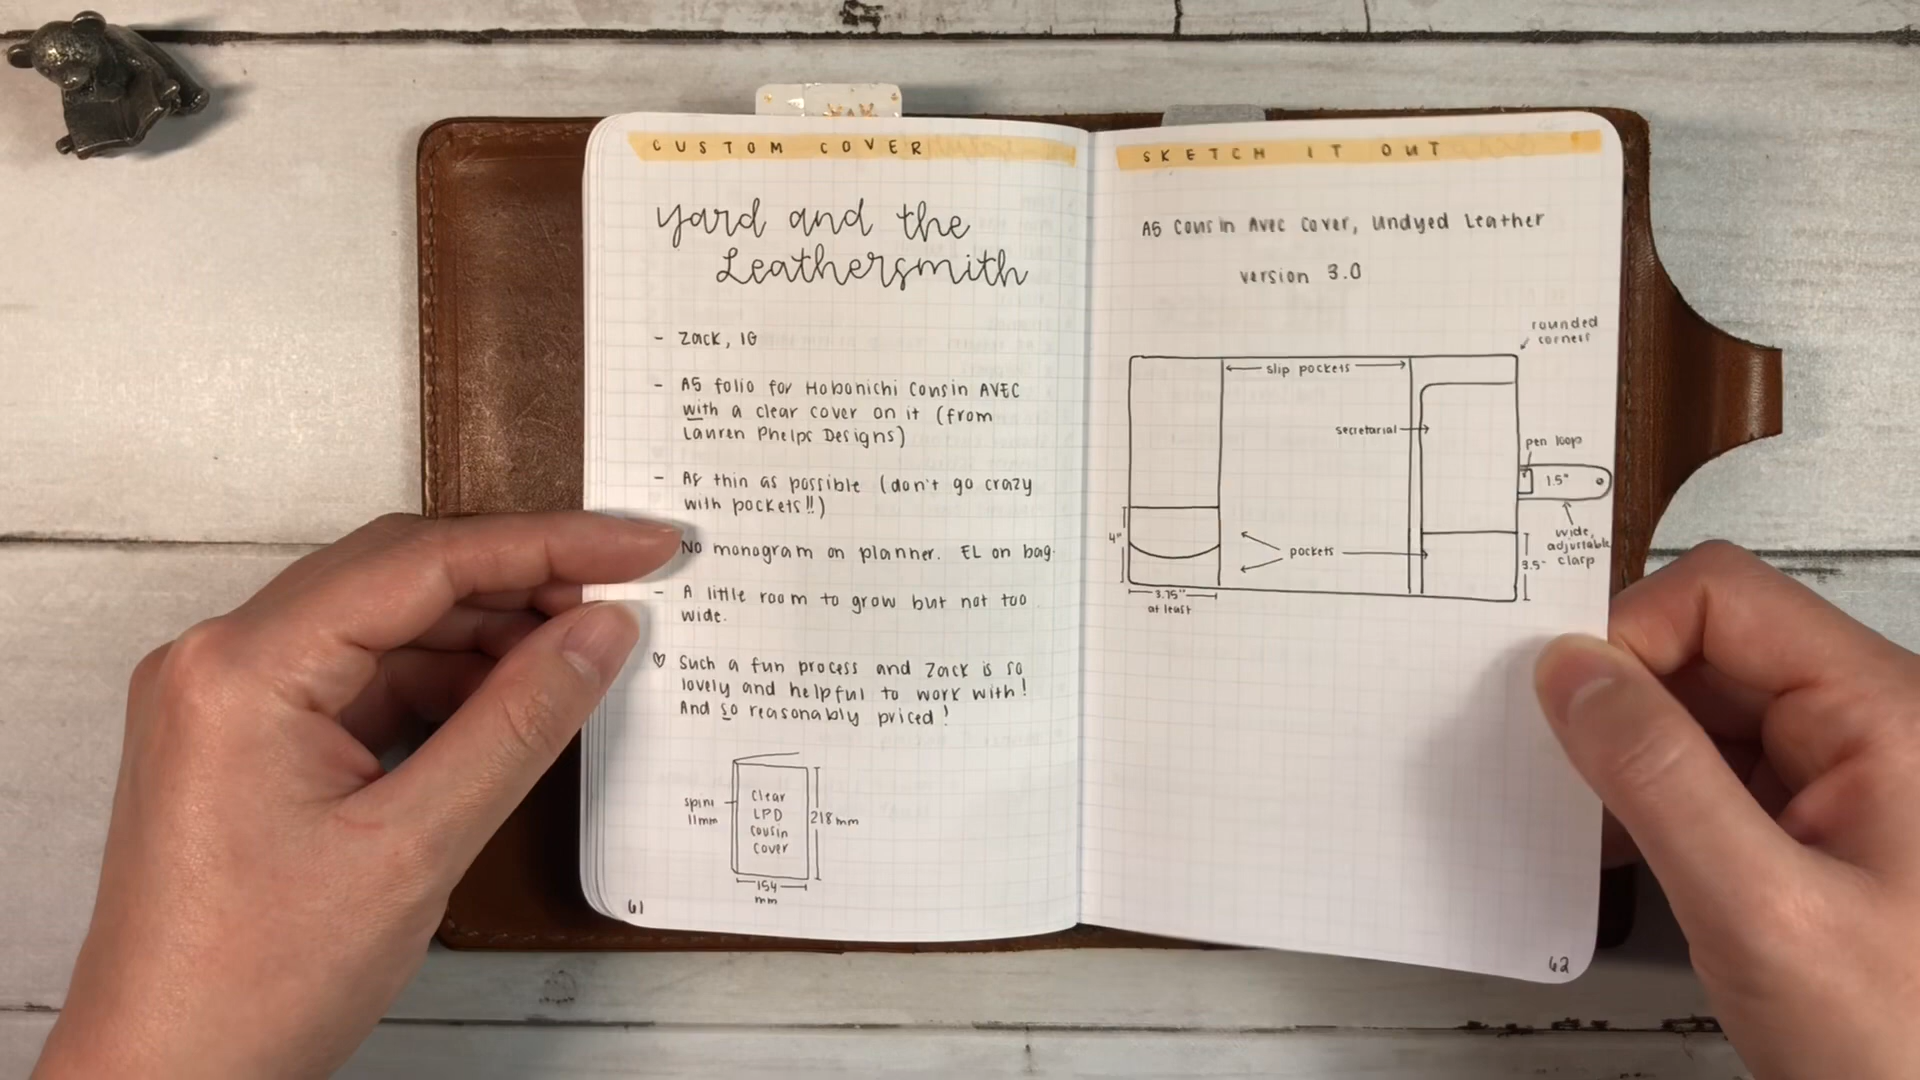 CUSTOM COVER
yard and the
Leathersmith
- Zack, IG
- A5 folio for Hobonichi Cousin AVEC
with a clear cover on it (from
Lauren Phelps Designs)
- As thin as possible (don't go crazy
with pockets!!)
No monogram on planner. EL on bag.
- A little room to grow but not too
wide.
♡ Such a fun process and Zack is so
lovely and helpful to work with!
And so reasonably priced!
spine
11mm
Clear
LPD
Cousin
Cover
218mm
154
mm
61
SKETCH IT OUT
A5 Cousin Avec Cover, Undyed Leather
version 3.0
rounded
corners
slip pockets
secretarial
pen loop
1.5"
wide,
adjustable
clasp
4"
pockets
3.5"
3.75"
at least
62